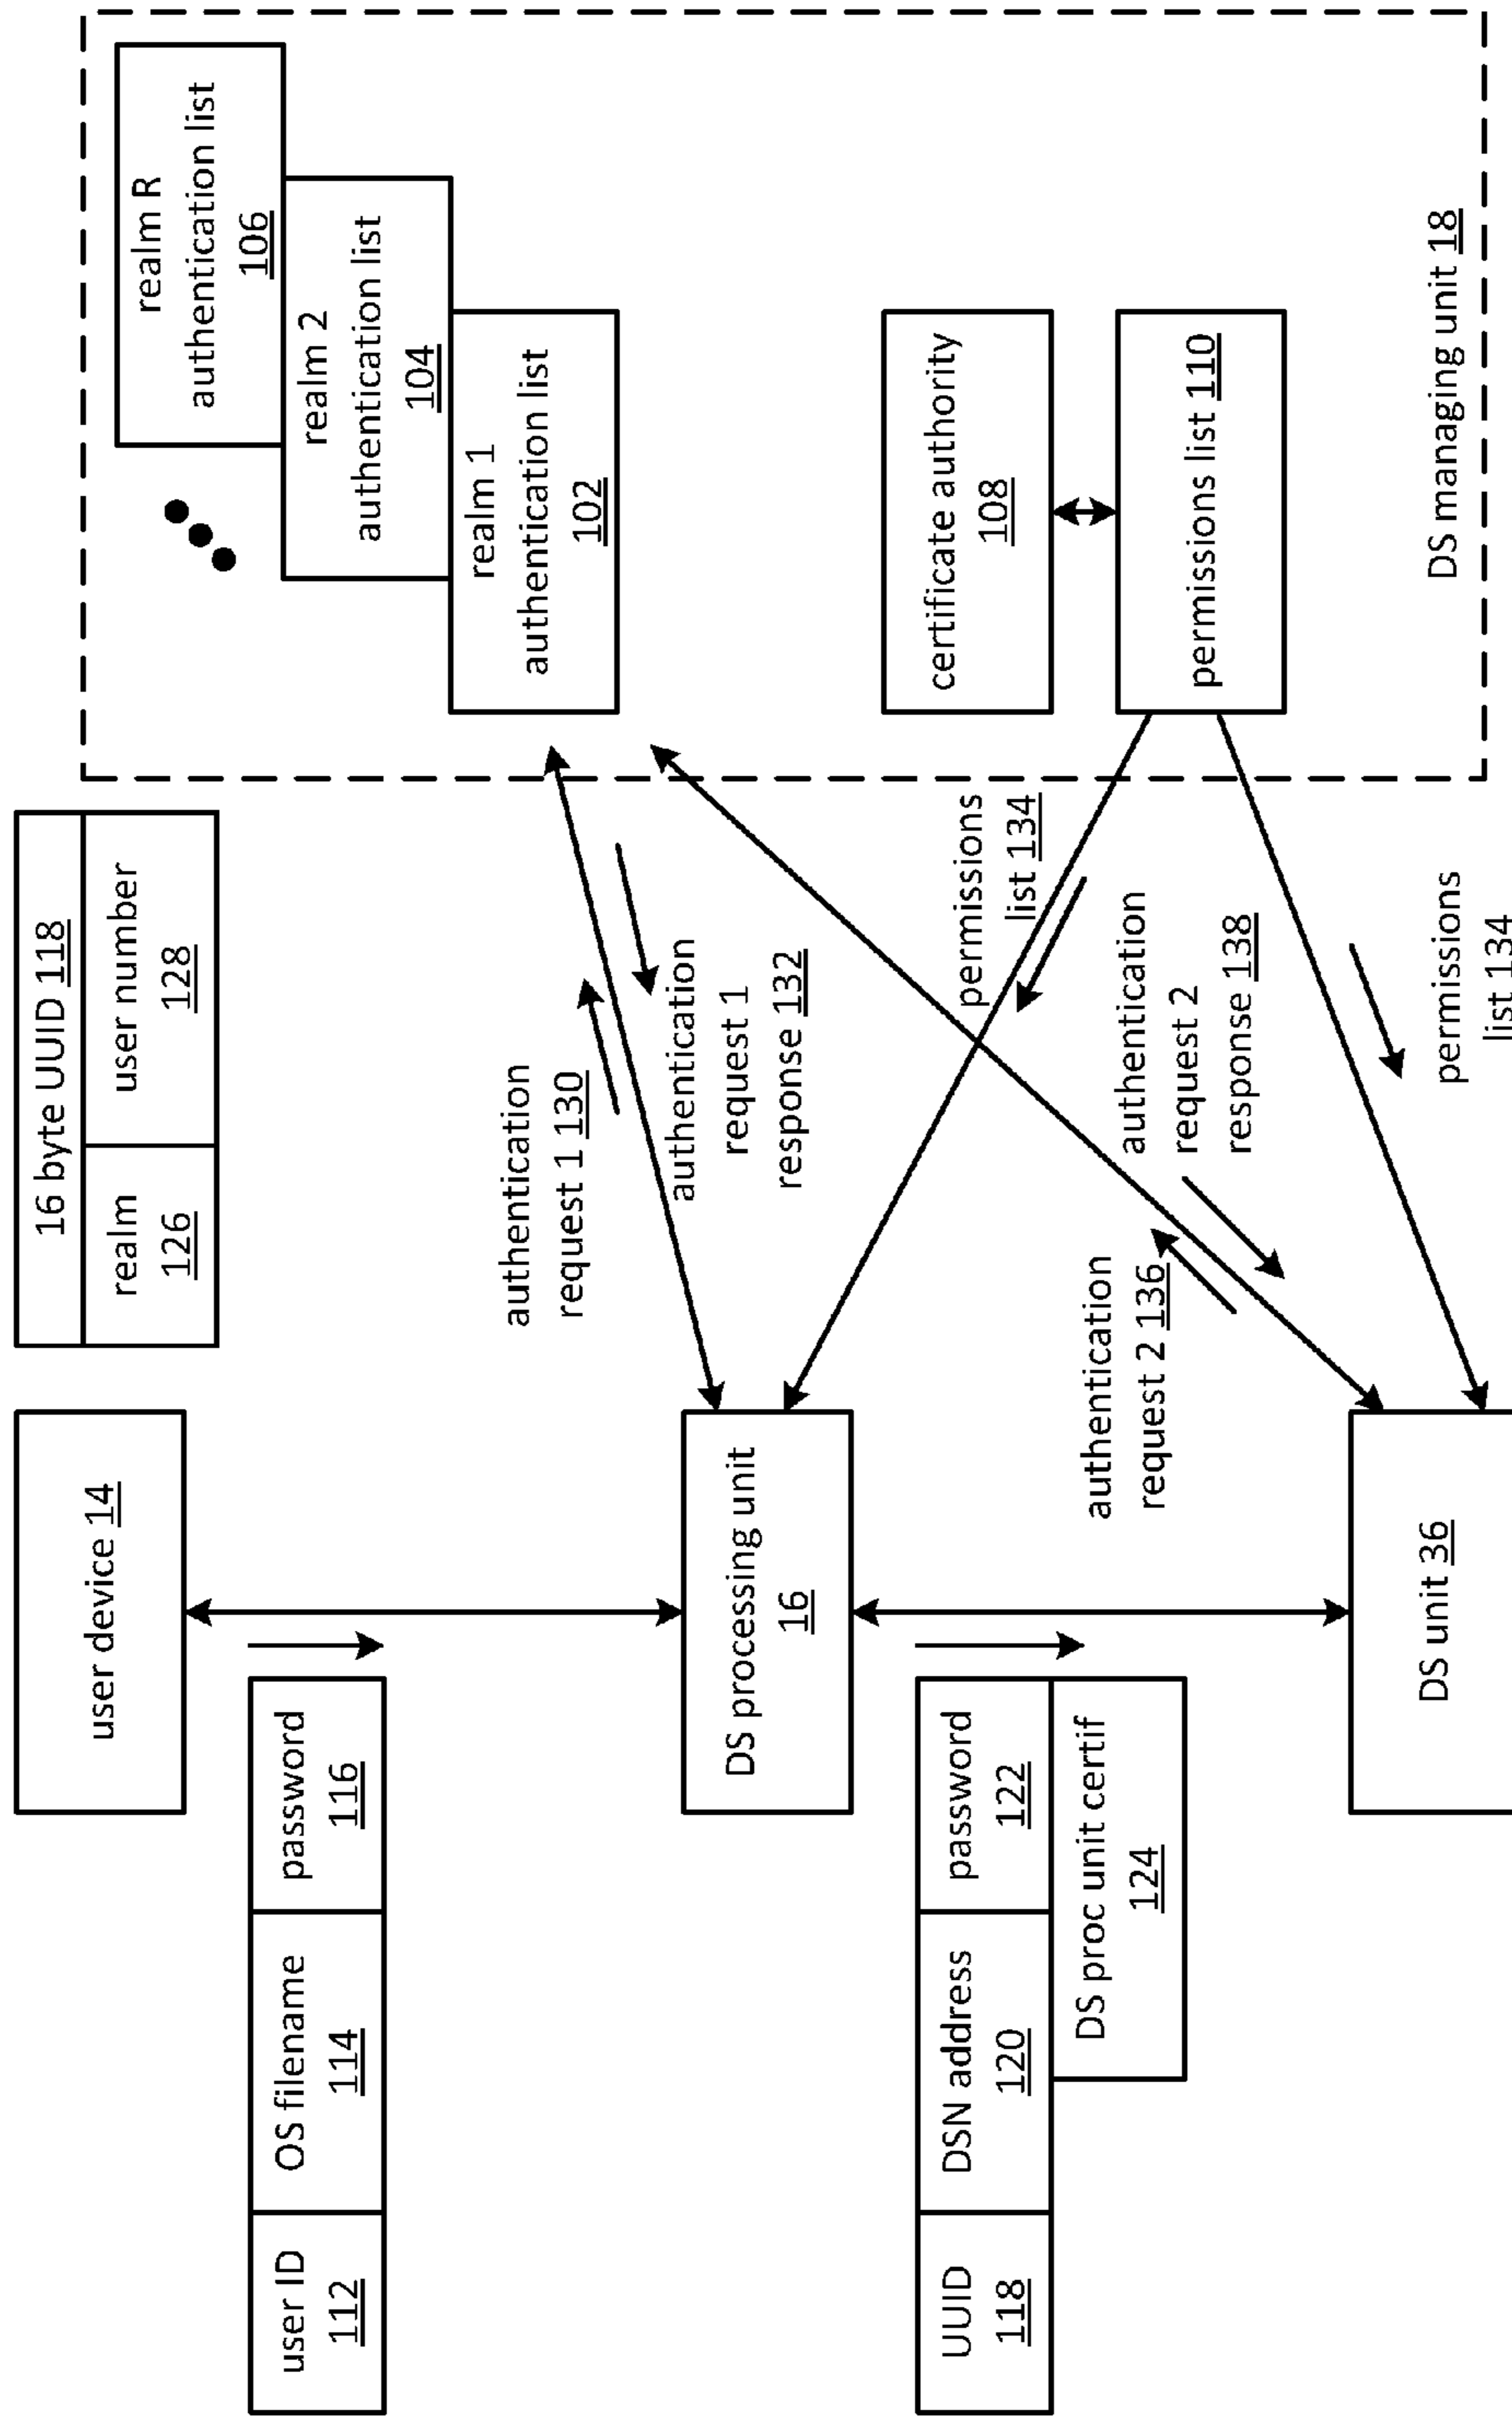 user device 14
16 byte UUID 118
realm
126
user number
128
user ID
112
OS filename
114
password
116
DS processing unit
16
authentication
request 1 130
authentication
request 1
response 132
realm R
authentication list
106
realm 2
authentication list
104
realm 1
authentication list
102
UUID
118
DSN address
120
password
122
DS proc unit certif
124
permissions
list 134
certificate authority
108
permissions list 110
authentication
request 2 136
authentication
request 2
response 138
DS unit 36
permissions
list 134
DS managing unit 18